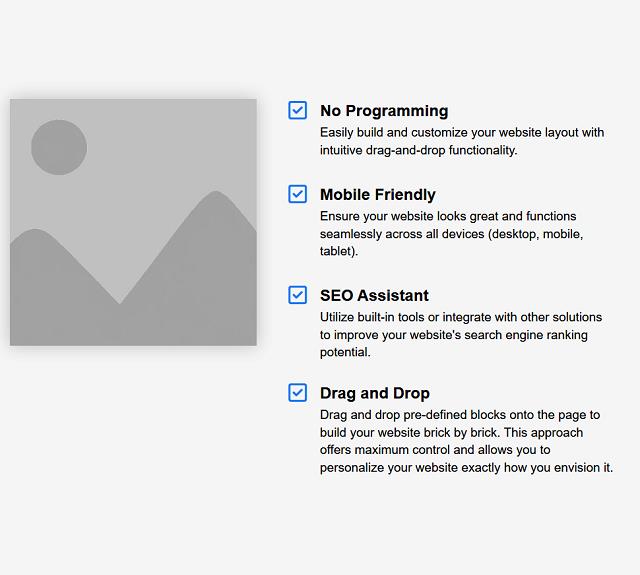 No Programming
Easily build and customize your website layout with
intuitive drag-and-drop functionality.
Mobile Friendly
Ensure your website looks great and functions
seamlessly across all devices (desktop, mobile,
tablet).
SEO Assistant
Utilize built-in tools or integrate with other solutions
to improve your website's search engine ranking
potential.
Drag and Drop
Drag and drop pre-defined blocks onto the page to
build your website brick by brick. This approach
offers maximum control and allows you to
personalize your website exactly how you envision it.